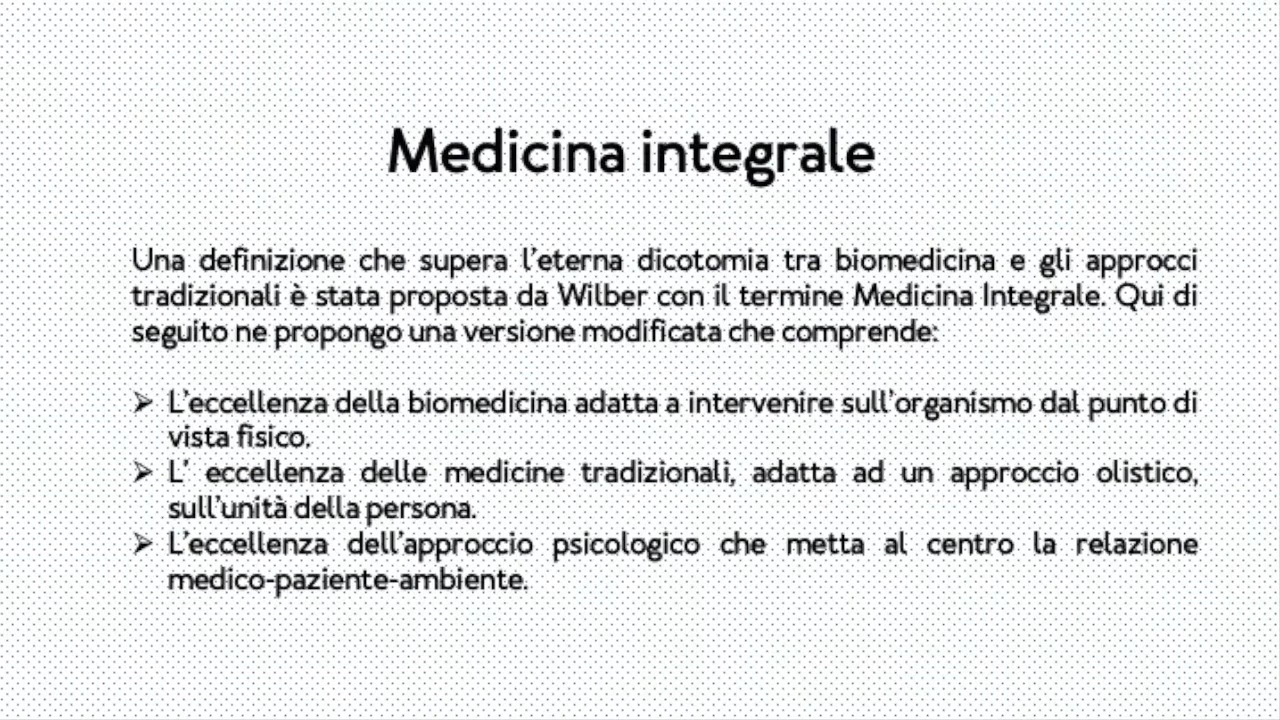 Medicina integrale
Una definizione che supera l'eterna dicotomia tra biomedicina e gli approcci
tradizionali è stata proposta da Wilber con il termine Medicina Integrale. Qui di
seguito ne propongo una versione modificata che comprende:
➢ L'eccellenza della biomedicina adatta a intervenire sull'organismo dal punto di
vista fisico.
➢ L' eccellenza delle medicine tradizionali, adatta ad un approccio olistico,
sull'unità della persona.
➢ L'eccellenza dell'approccio psicologico che metta al centro la relazione
medico-paziente-ambiente.